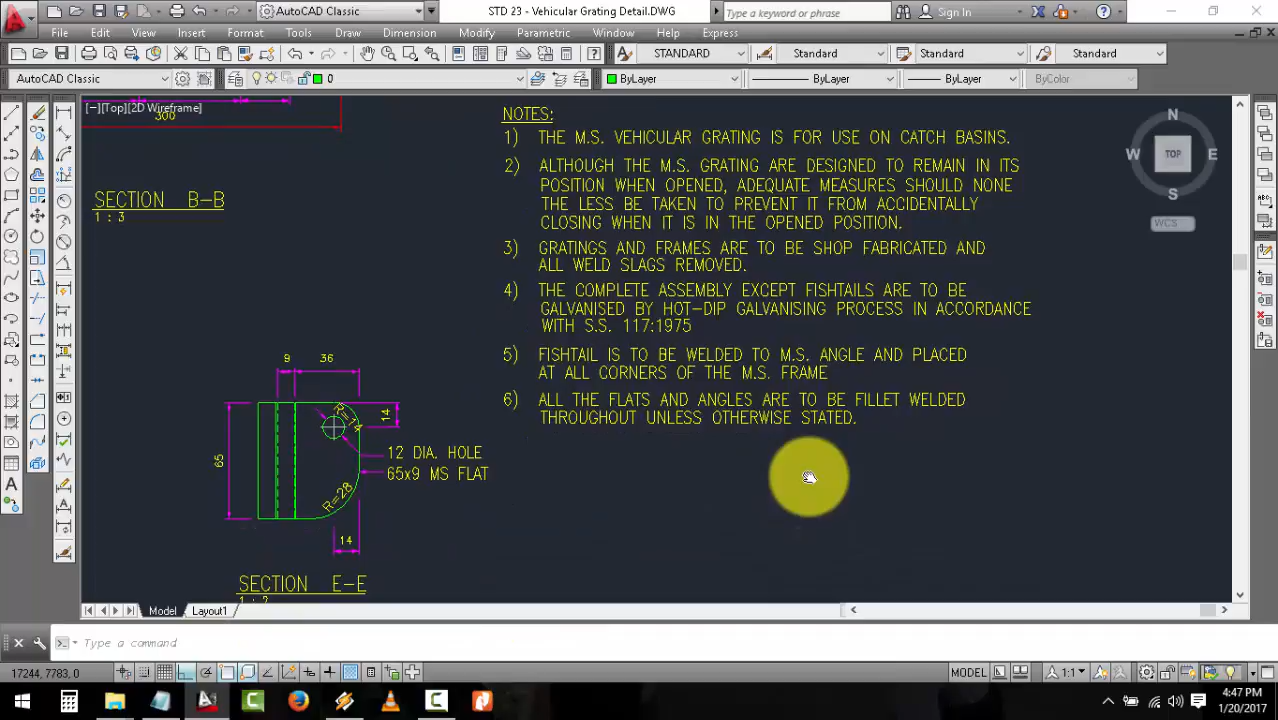 AutoCAD Classic
STD 23 - Vehicular Grating Detail.DWG
Type a keyword or phrase
Sign In
File Edit View Insert Format Tools Draw Dimension Modify Parametric Window Help Express
STANDARD Standard Standard Standard
AutoCAD Classic 0 ByLayer ByLayer ByLayer ByColor
[−][Top][2D Wireframe]
300
SECTION B-B
1 : 3
NOTES:
1) THE M.S. VEHICULAR GRATING IS FOR USE ON CATCH BASINS.
2) ALTHOUGH THE M.S. GRATING ARE DESIGNED TO REMAIN IN ITS
POSITION WHEN OPENED, ADEQUATE MEASURES SHOULD NONE
THE LESS BE TAKEN TO PREVENT IT FROM ACCIDENTALLY
CLOSING WHEN IT IS IN THE OPENED POSITION.
3) GRATINGS AND FRAMES ARE TO BE SHOP FABRICATED AND
ALL WELD SLAGS REMOVED.
4) THE COMPLETE ASSEMBLY EXCEPT FISHTAILS ARE TO BE
GALVANISED BY HOT-DIP GALVANISING PROCESS IN ACCORDANCE
WITH S.S. 117:1975
5) FISHTAIL IS TO BE WELDED TO M.S. ANGLE AND PLACED
AT ALL CORNERS OF THE M.S. FRAME
6) ALL THE FLATS AND ANGLES ARE TO BE FILLET WELDED
THROUGHOUT UNLESS OTHERWISE STATED.
N
W TOP E
S
WCS
9 36
14
R=14
65
12 DIA. HOLE
65x9 MS FLAT
R=28
14
SECTION E-E
1 : 2
Model Layout1
Type a command
17244, 7783, 0
MODEL 1:1
4:47 PM
1/20/2017